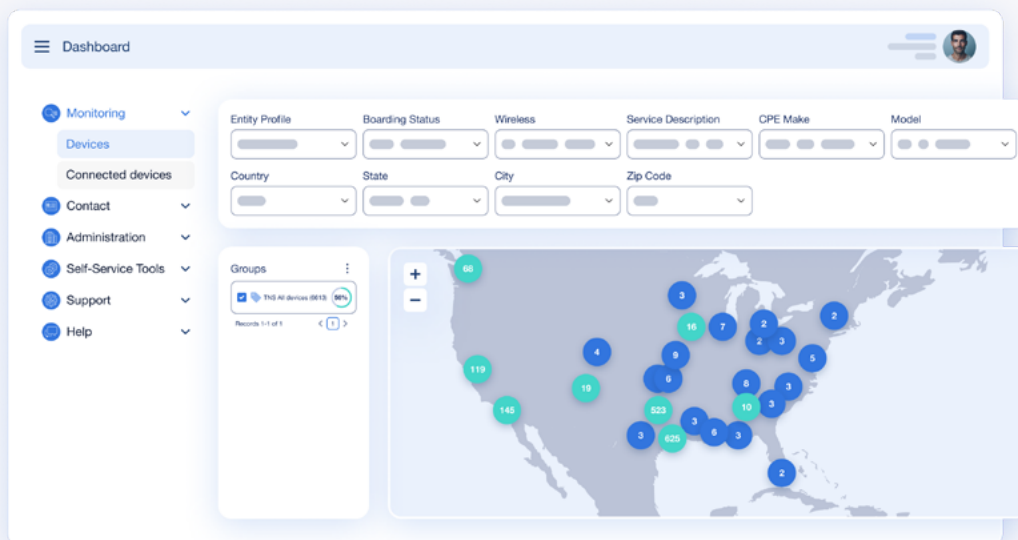 Dashboard
Monitoring
Devices
Connected devices
Contact
Administration
Self-Service Tools
Support
Help
Entity Profile
Boarding Status
Wireless
Service Description
CPE Make
Model
Country
State
City
Zip Code
Groups
TNS All devices (6613)
56%
Records 1-1 of 1
1
+
−
68
3
16
7
2
2
3
2
4
9
5
119
19
6
8
3
145
523
10
3
3
625
3
6
3
2